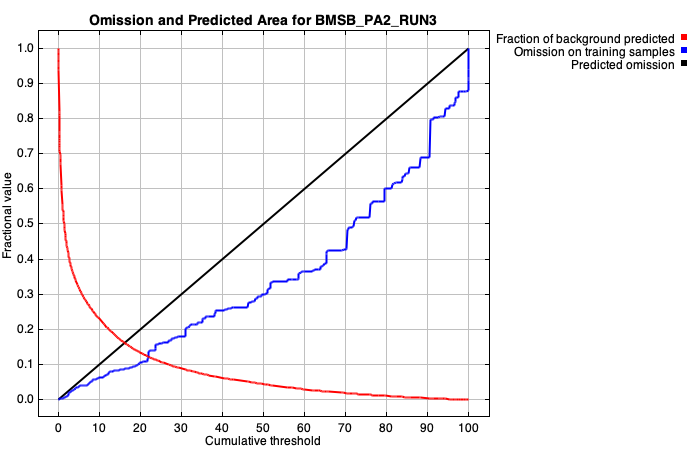 Omission and Predicted Area for BMSB_PA2_RUN3
Fraction of background predicted
Omission on training samples
Predicted omission
Fractional value
1.0
0.9
0.8
0.7
0.6
0.5
0.4
0.3
0.2
0.1
0.0
0 10 20 30 40 50 60 70 80 90 100
Cumulative threshold